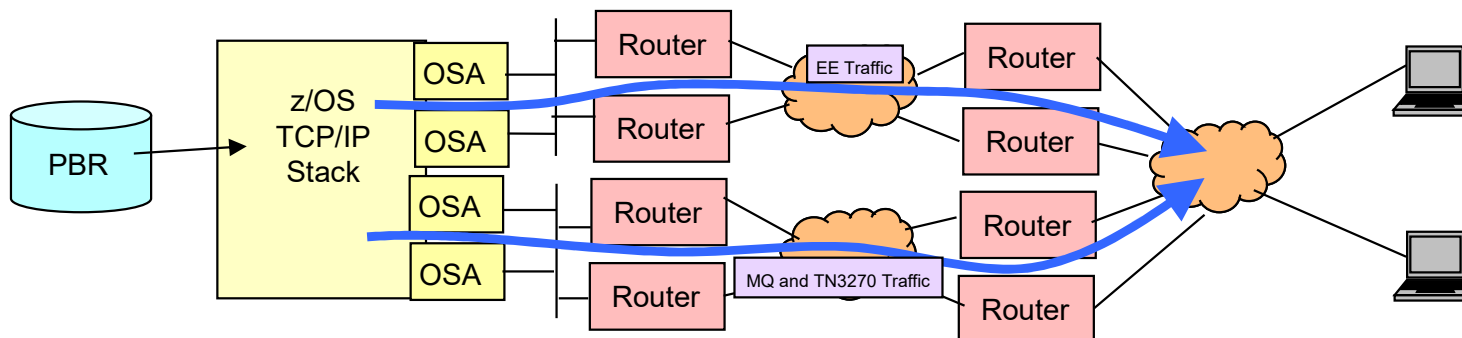 PBR
z/OS
TCP/IP
Stack
OSA
OSA
OSA
OSA
Router
Router
Router
Router
EE Traffic
MQ and TN3270 Traffic
Router
Router
Router
Router